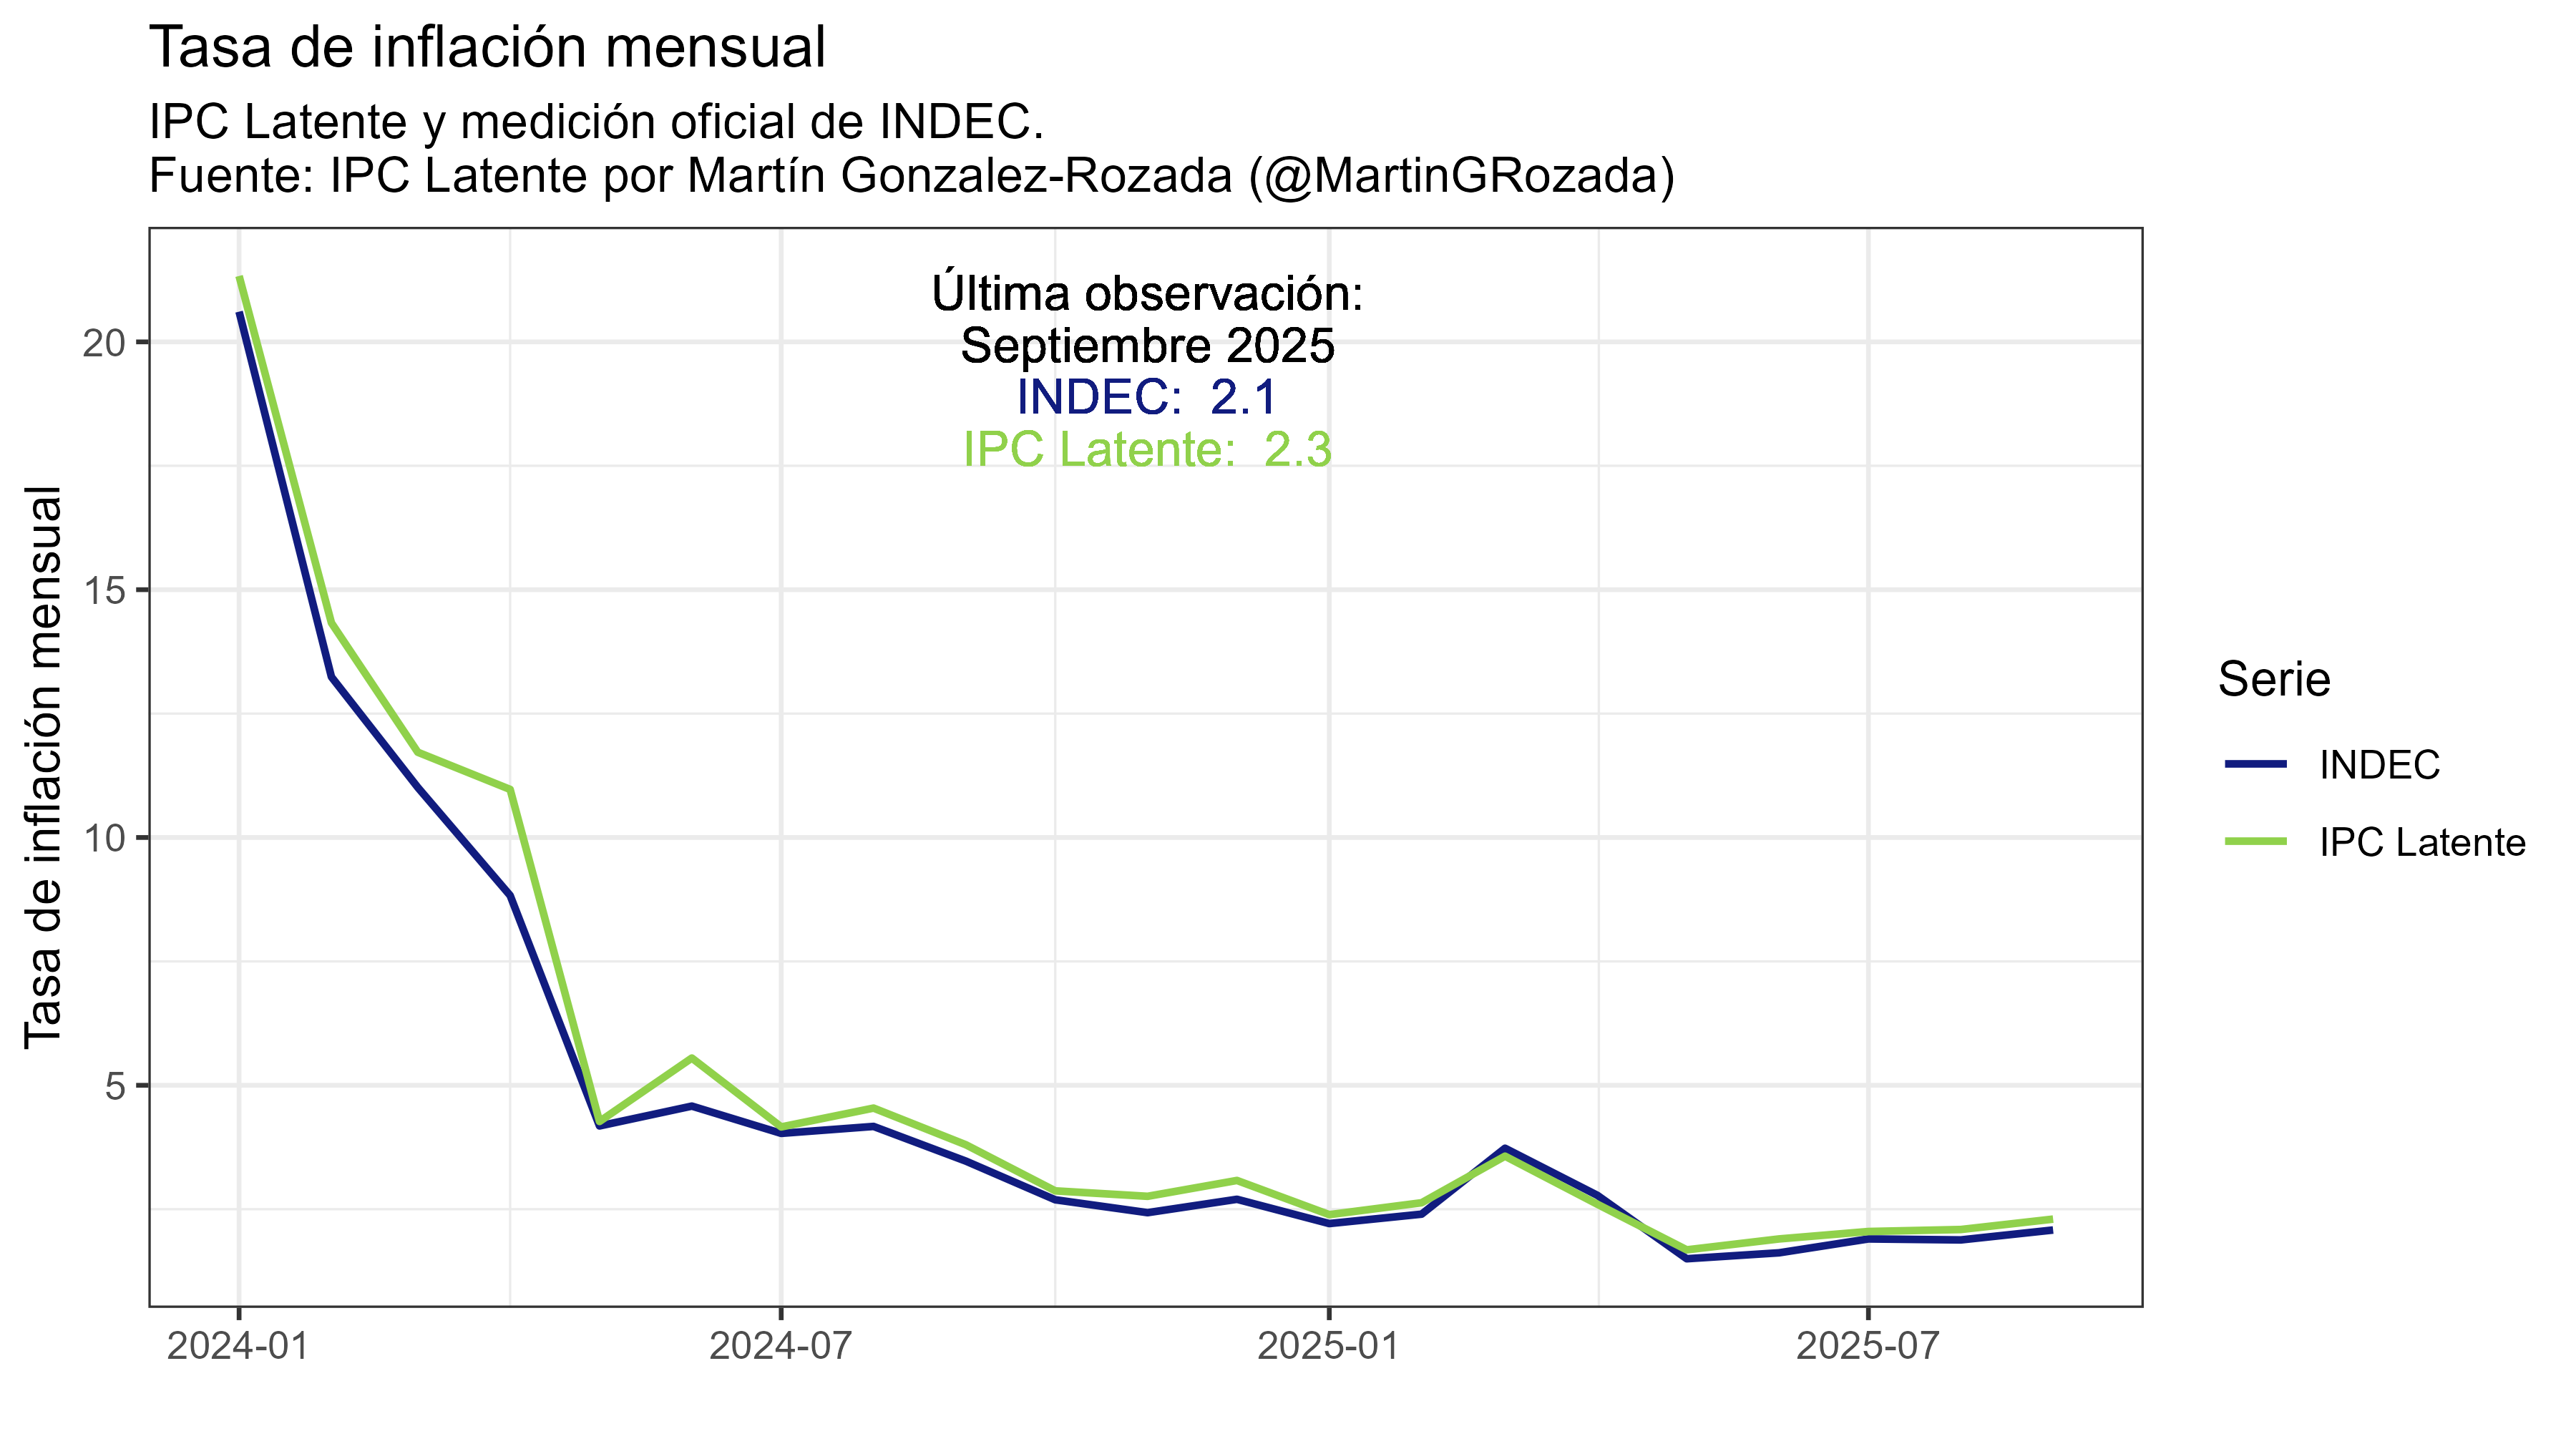 Tasa de inflación mensual
IPC Latente y medición oficial de INDEC.
Fuente: IPC Latente por Martín Gonzalez-Rozada (@MartinGRozada)
Última observación:
Septiembre 2025
INDEC:  2.1
IPC Latente:  2.3
Tasa de inflación mensual
20
15
10
5
2024-01
2024-07
2025-01
2025-07
Serie
INDEC
IPC Latente